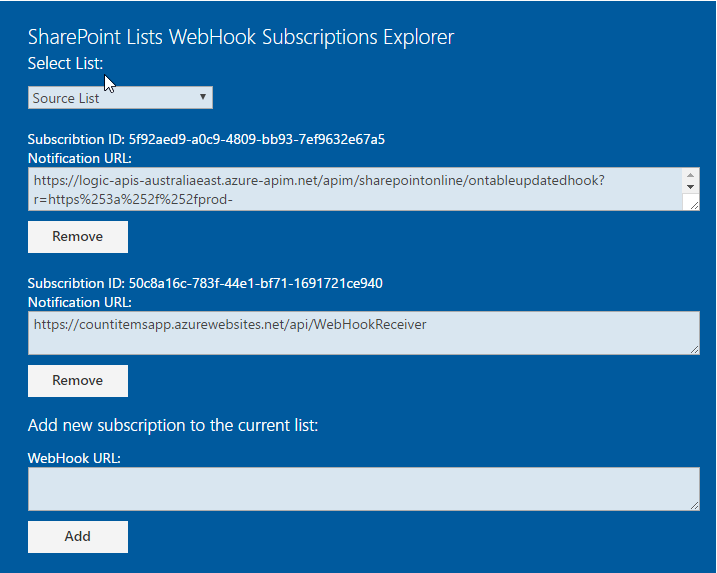 SharePoint Lists WebHook Subscriptions Explorer
Select List:
Source List
Subscribtion ID: 5f92aed9-a0c9-4809-bb93-7ef9632e67a5
Notification URL:
https://logic-apis-australiaeast.azure-apim.net/apim/sharepointonline/ontableupdatedhook?
r=https%253a%252f%252fprod-
Remove
Subscribtion ID: 50c8a16c-783f-44e1-bf71-1691721ce940
Notification URL:
https://countitemsapp.azurewebsites.net/api/WebHookReceiver
Remove
Add new subscription to the current list:
WebHook URL:
Add